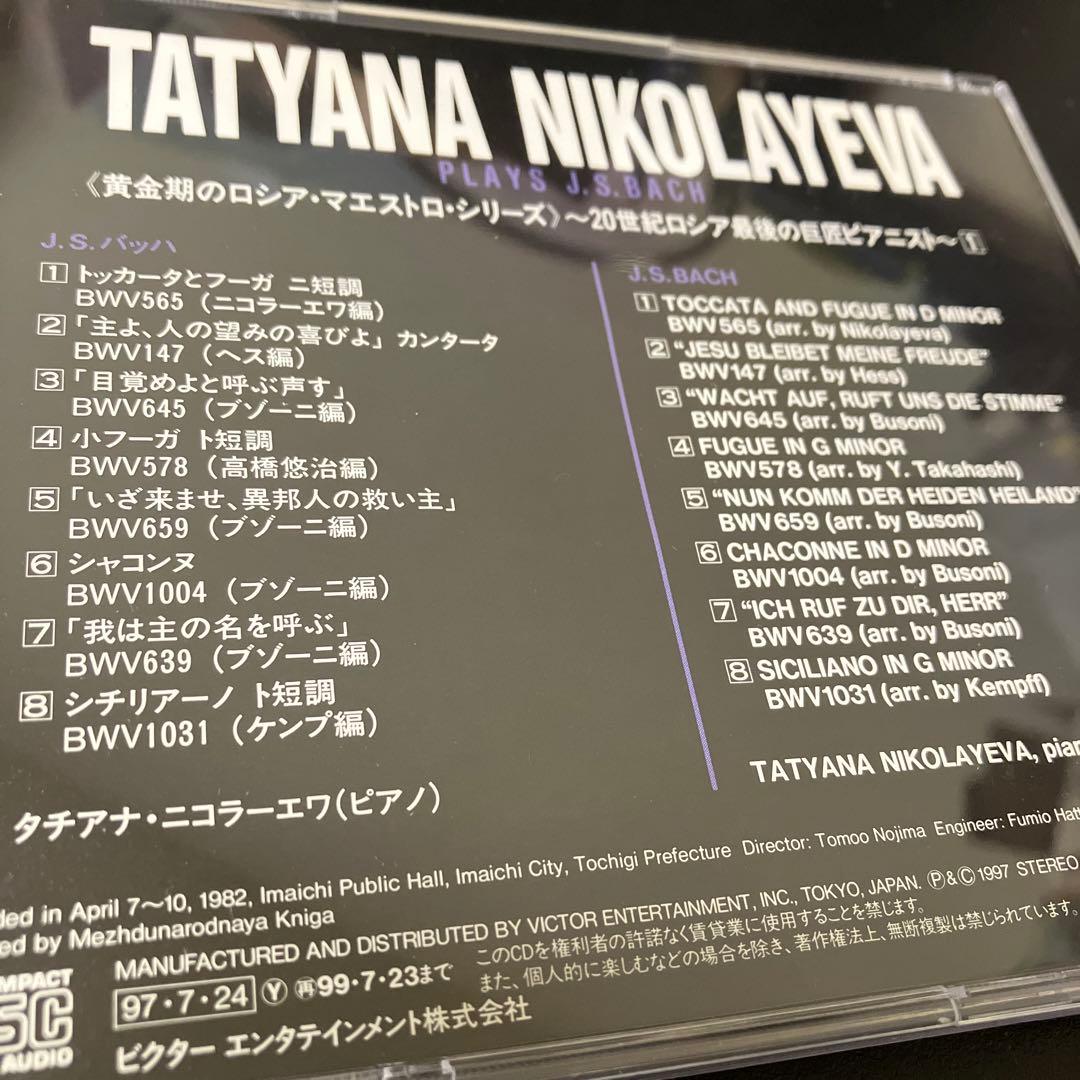 TATYANA NIKOLAYEVA
PLAYS J.S.BACH
《黄金期のロシア・マエストロ・シリーズ》〜20世紀ロシア最後の巨匠ピアニスト〜1
J.S.バッハ
1 トッカータとフーガ ニ短調
BWV565 (ニコラーエワ編)
2 「主よ、人の望みの喜びよ」 カンタータ
BWV147 (ヘス編)
3 「目覚めよと呼ぶ声す」
BWV645 (ブゾーニ編)
4 小フーガ ト短調
BWV578 (高橋悠治編)
5 「いざ来ませ、異邦人の救い主」
BWV659 (ブゾーニ編)
6 シャコンヌ
BWV1004 (ブゾーニ編)
7 「我は主の名を呼ぶ」
BWV639 (ブゾーニ編)
8 シチリアーノ ト短調
BWV1031 (ケンプ編)
タチアナ・ニコラーエワ(ピアノ)
J.S.BACH
1 TOCCATA AND FUGUE IN D MINOR
BWV565 (arr. by Nikolayeva)
2 “JESU BLEIBET MEINE FREUDE”
BWV147 (arr. by Hess)
3 “WACHT AUF, RUFT UNS DIE STIMME”
BWV645 (arr. by Busoni)
4 FUGUE IN G MINOR
BWV578 (arr. by Y. Takahashi)
5 “NUN KOMM DER HEIDEN HEILAND”
BWV659 (arr. by Busoni)
6 CHACONNE IN D MINOR
BWV1004 (arr. by Busoni)
7 “ICH RUF ZU DIR, HERR”
BWV639 (arr. by Busoni)
8 SICILIANO IN G MINOR
BWV1031 (arr. by Kempff)
TATYANA NIKOLAYEVA, pian
ded in April 7〜10, 1982, Imaichi Public Hall, Imaichi City, Tochigi Prefecture Director: Tomoo Nojima Engineer: Fumio Hatt
ed by Mezhdunarodnaya Kniga
MANUFACTURED AND DISTRIBUTED BY VICTOR ENTERTAINMENT, INC., TOKYO, JAPAN. Ⓟ&Ⓒ 1997 STEREO
97・7・24 Ⓨ 再99・7・23まで
このCDを権利者の許諾なく賃貸業に使用することを禁じます。
また、個人的に楽しむなどの場合を除き、著作権法上、無断複製は禁じられています。
ビクター エンタテインメント株式会社
MPACT
SC
AUDIO